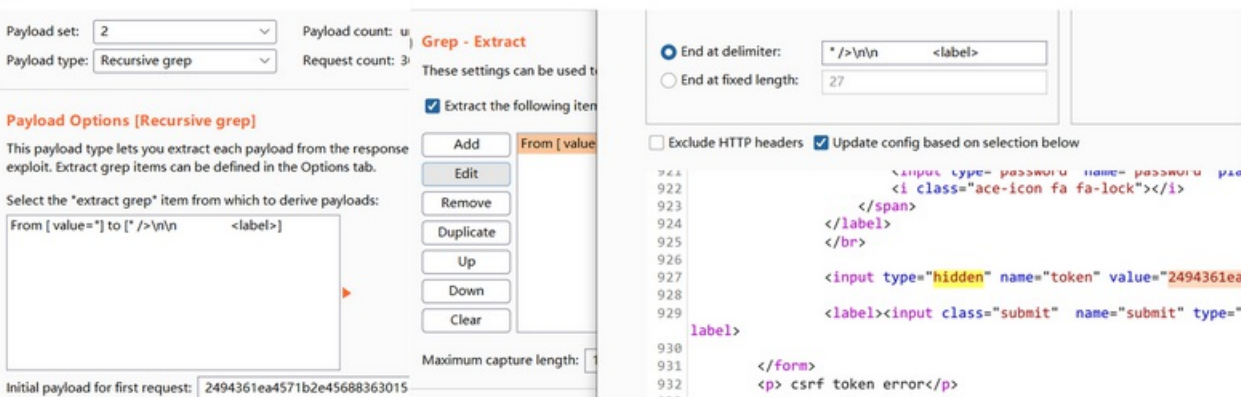 Payload set: 2 Payload count:
Payload type: Recursive grep Request count:
Payload Options [Recursive grep]
This payload type lets you extract each payload from the response
exploit. Extract grep items can be defined in the Options tab.
Select the "extract grep" item from which to derive payloads:
From [ value="] to [" />\n\n <label>]
Initial payload for first request: 2494361ea4571b2e45688363015
Grep - Extract
These settings can be used
Extract the following
Add
Edit
Remove
Duplicate
Up
Down
Clear
From [ value
Maximum capture length:
End at delimiter: " />\n\n <label>
End at fixed length: 27
Exclude HTTP headers Update config based on selection below
921 <input type="password" name="password"
922 <i class="ace-icon fa fa-lock"></i>
923 </span>
924 </label>
925 </br>
926
927 <input type="hidden" name="token" value="2494361ea
928
929 <label><input class="submit" name="submit" type="
label>
930
931 </form>
932 <p> csrf token error</p>